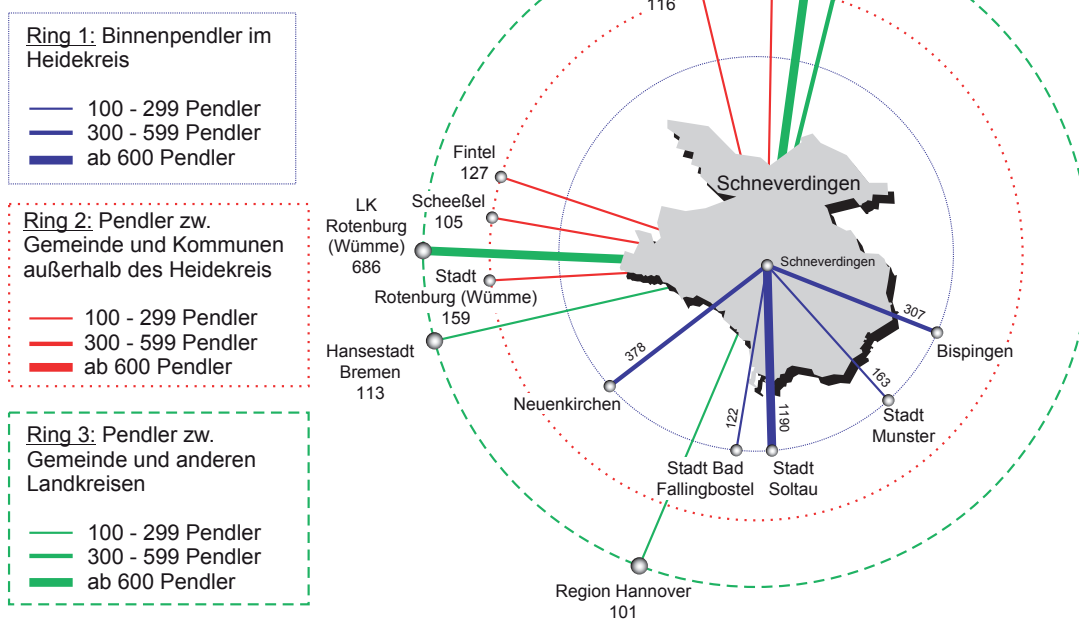 Ring 1: Binnenpendler im
Heidekreis
100 - 299 Pendler
300 - 599 Pendler
ab 600 Pendler
Ring 2: Pendler zw.
Gemeinde und Kommunen
außerhalb des Heidekreis
100 - 299 Pendler
300 - 599 Pendler
ab 600 Pendler
Ring 3: Pendler zw.
Gemeinde und anderen
Landkreisen
100 - 299 Pendler
300 - 599 Pendler
ab 600 Pendler
116
Schneverdingen
Fintel
127
Scheeßel
105
LK
Rotenburg
(Wümme)
686
Stadt
Rotenburg (Wümme)
159
Hansestadt
Bremen
113
Schneverdingen
307
Bispingen
378
Neuenkirchen
163
Stadt
Munster
122
Stadt Bad
Fallingbostel
1190
Stadt
Soltau
Region Hannover
101